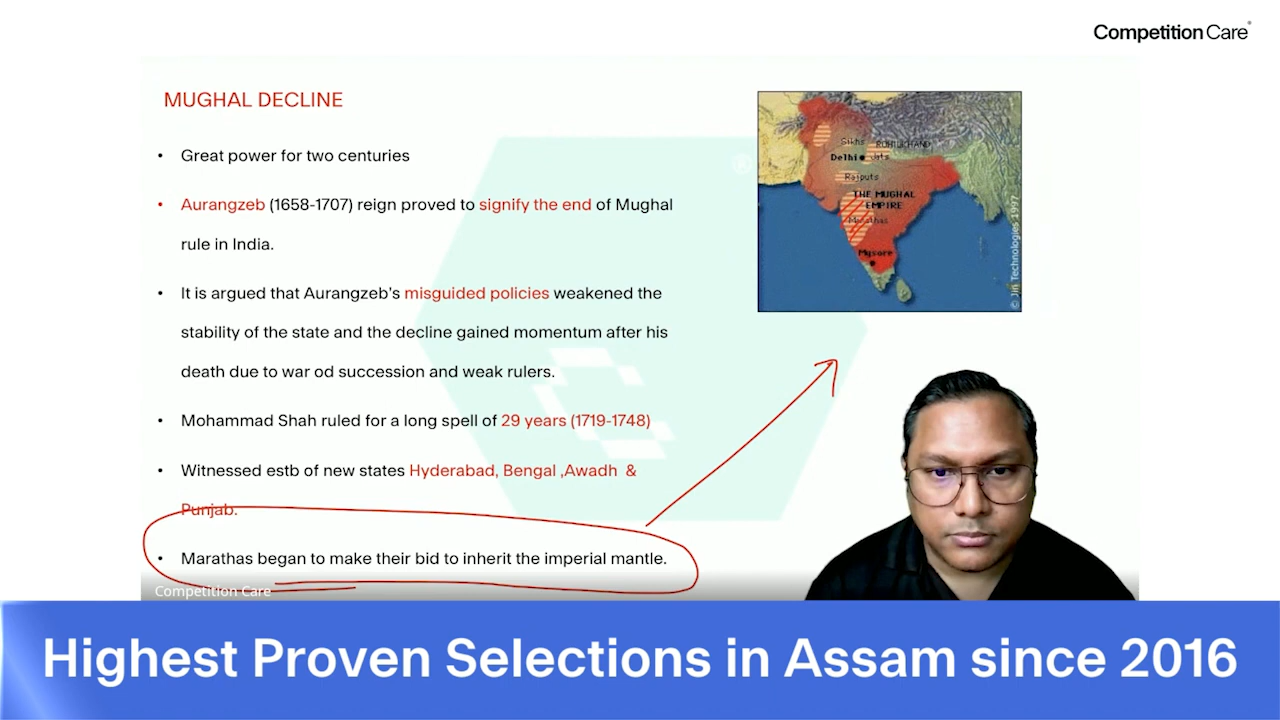 Competition Care®
MUGHAL DECLINE
• Great power for two centuries
• Aurangzeb (1658-1707) reign proved to signify the end of Mughal
rule in India.
• It is argued that Aurangzeb's misguided policies weakened the
stability of the state and the decline gained momentum after his
death due to war od succession and weak rulers.
• Mohammad Shah ruled for a long spell of 29 years (1719-1748)
• Witnessed estb of new states Hyderabad, Bengal ,Awadh &
Punjab.
• Marathas began to make their bid to inherit the imperial mantle.
Sikhs
ROHILKHAND
Delhi
Jats
Rajputs
THE MUGHAL
EMPIRE
Marathas
Mysore
© Jin Technologies 1997
Competition Care
Highest Proven Selections in Assam since 2016